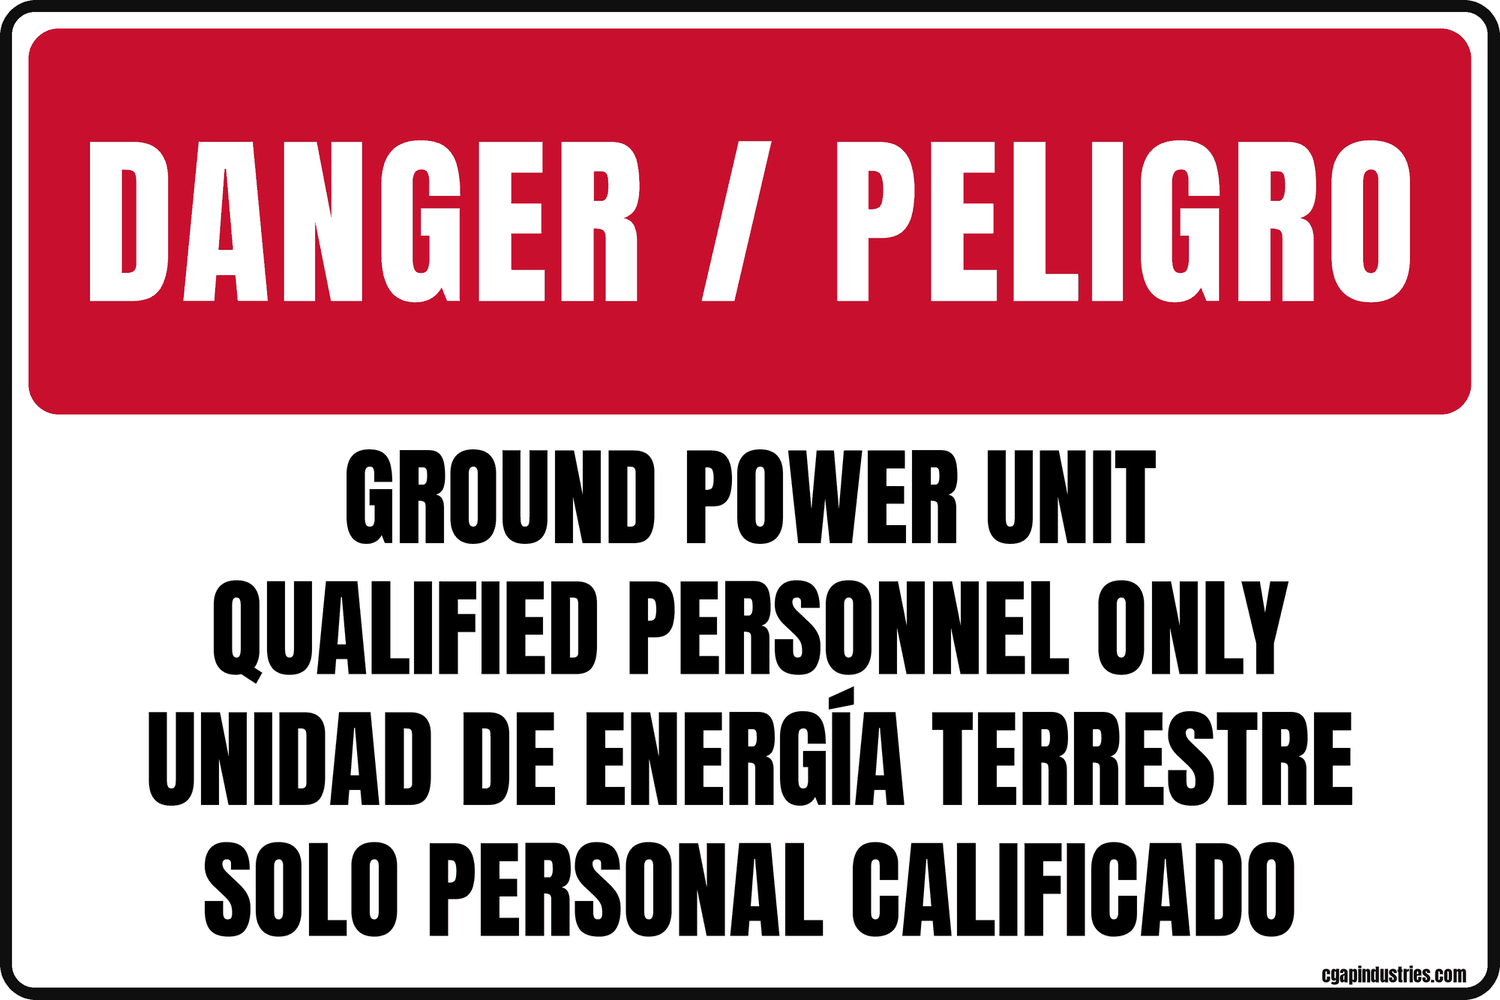 DANGER / PELIGRO
GROUND POWER UNIT
QUALIFIED PERSONNEL ONLY
UNIDAD DE ENERGÍA TERRESTRE
SOLO PERSONAL CALIFICADO
cgapindustries.com